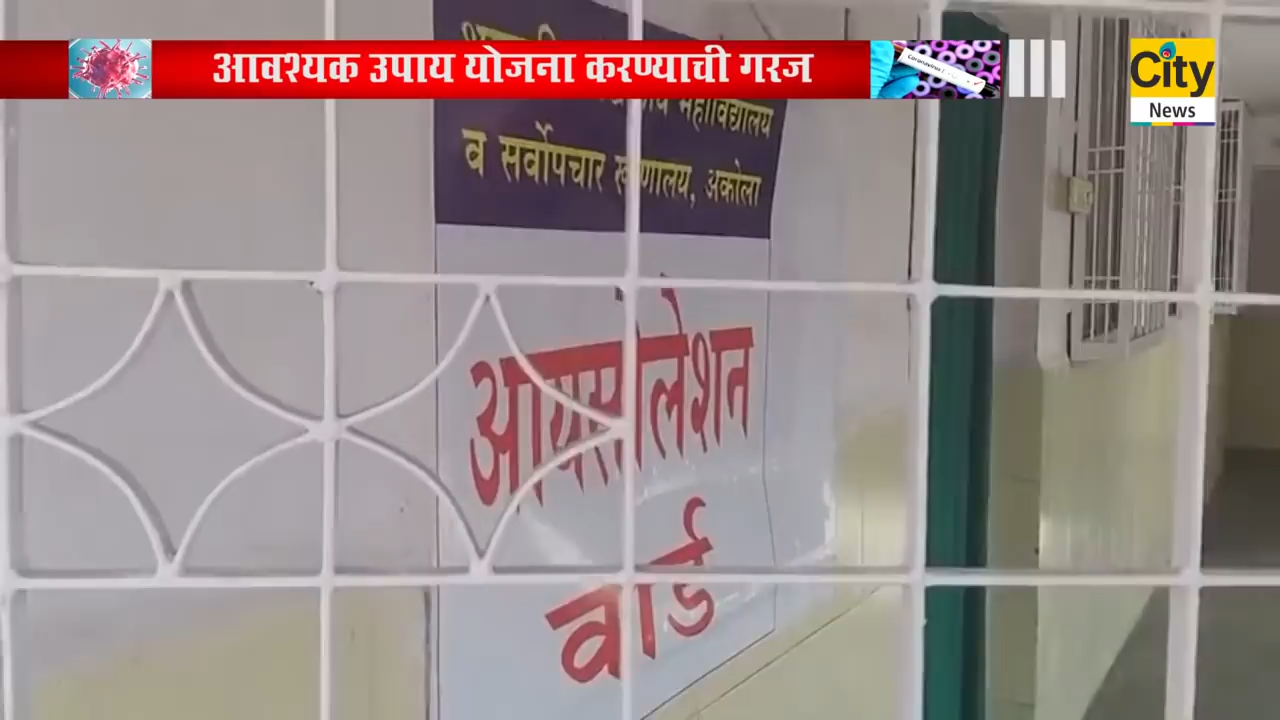 आवश्यक उपाय योजना करण्याची गरज
City
News
महाविद्यालय
व सर्वोपचार रुग्णालय, अकोला
आयसोलेशन
वार्ड